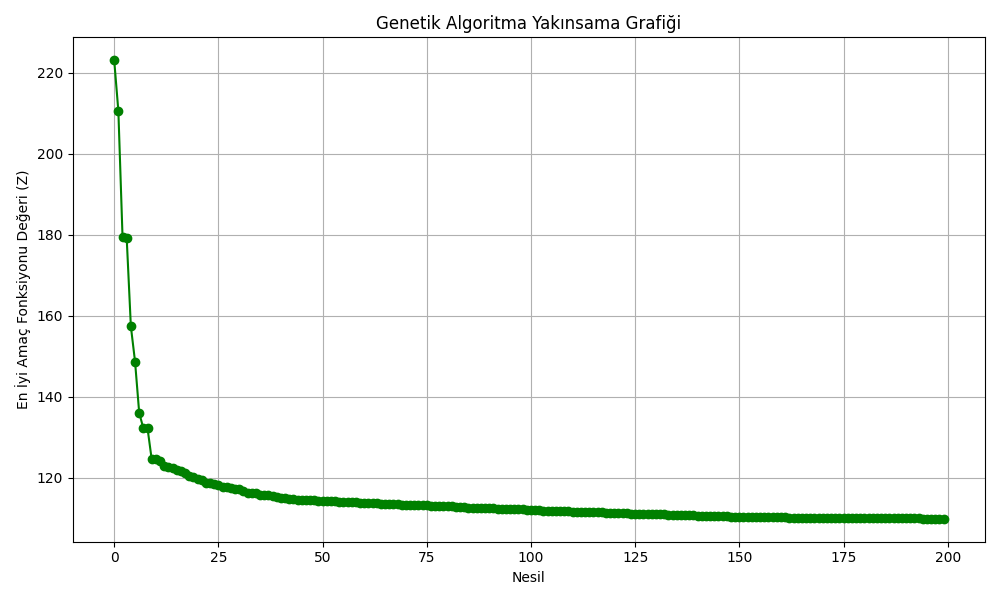 Genetik Algoritma Yakınsama Grafiği
En İyi Amaç Fonksiyonu Değeri (Z)
220
200
180
160
140
120
0 25 50 75 100 125 150 175 200
Nesil